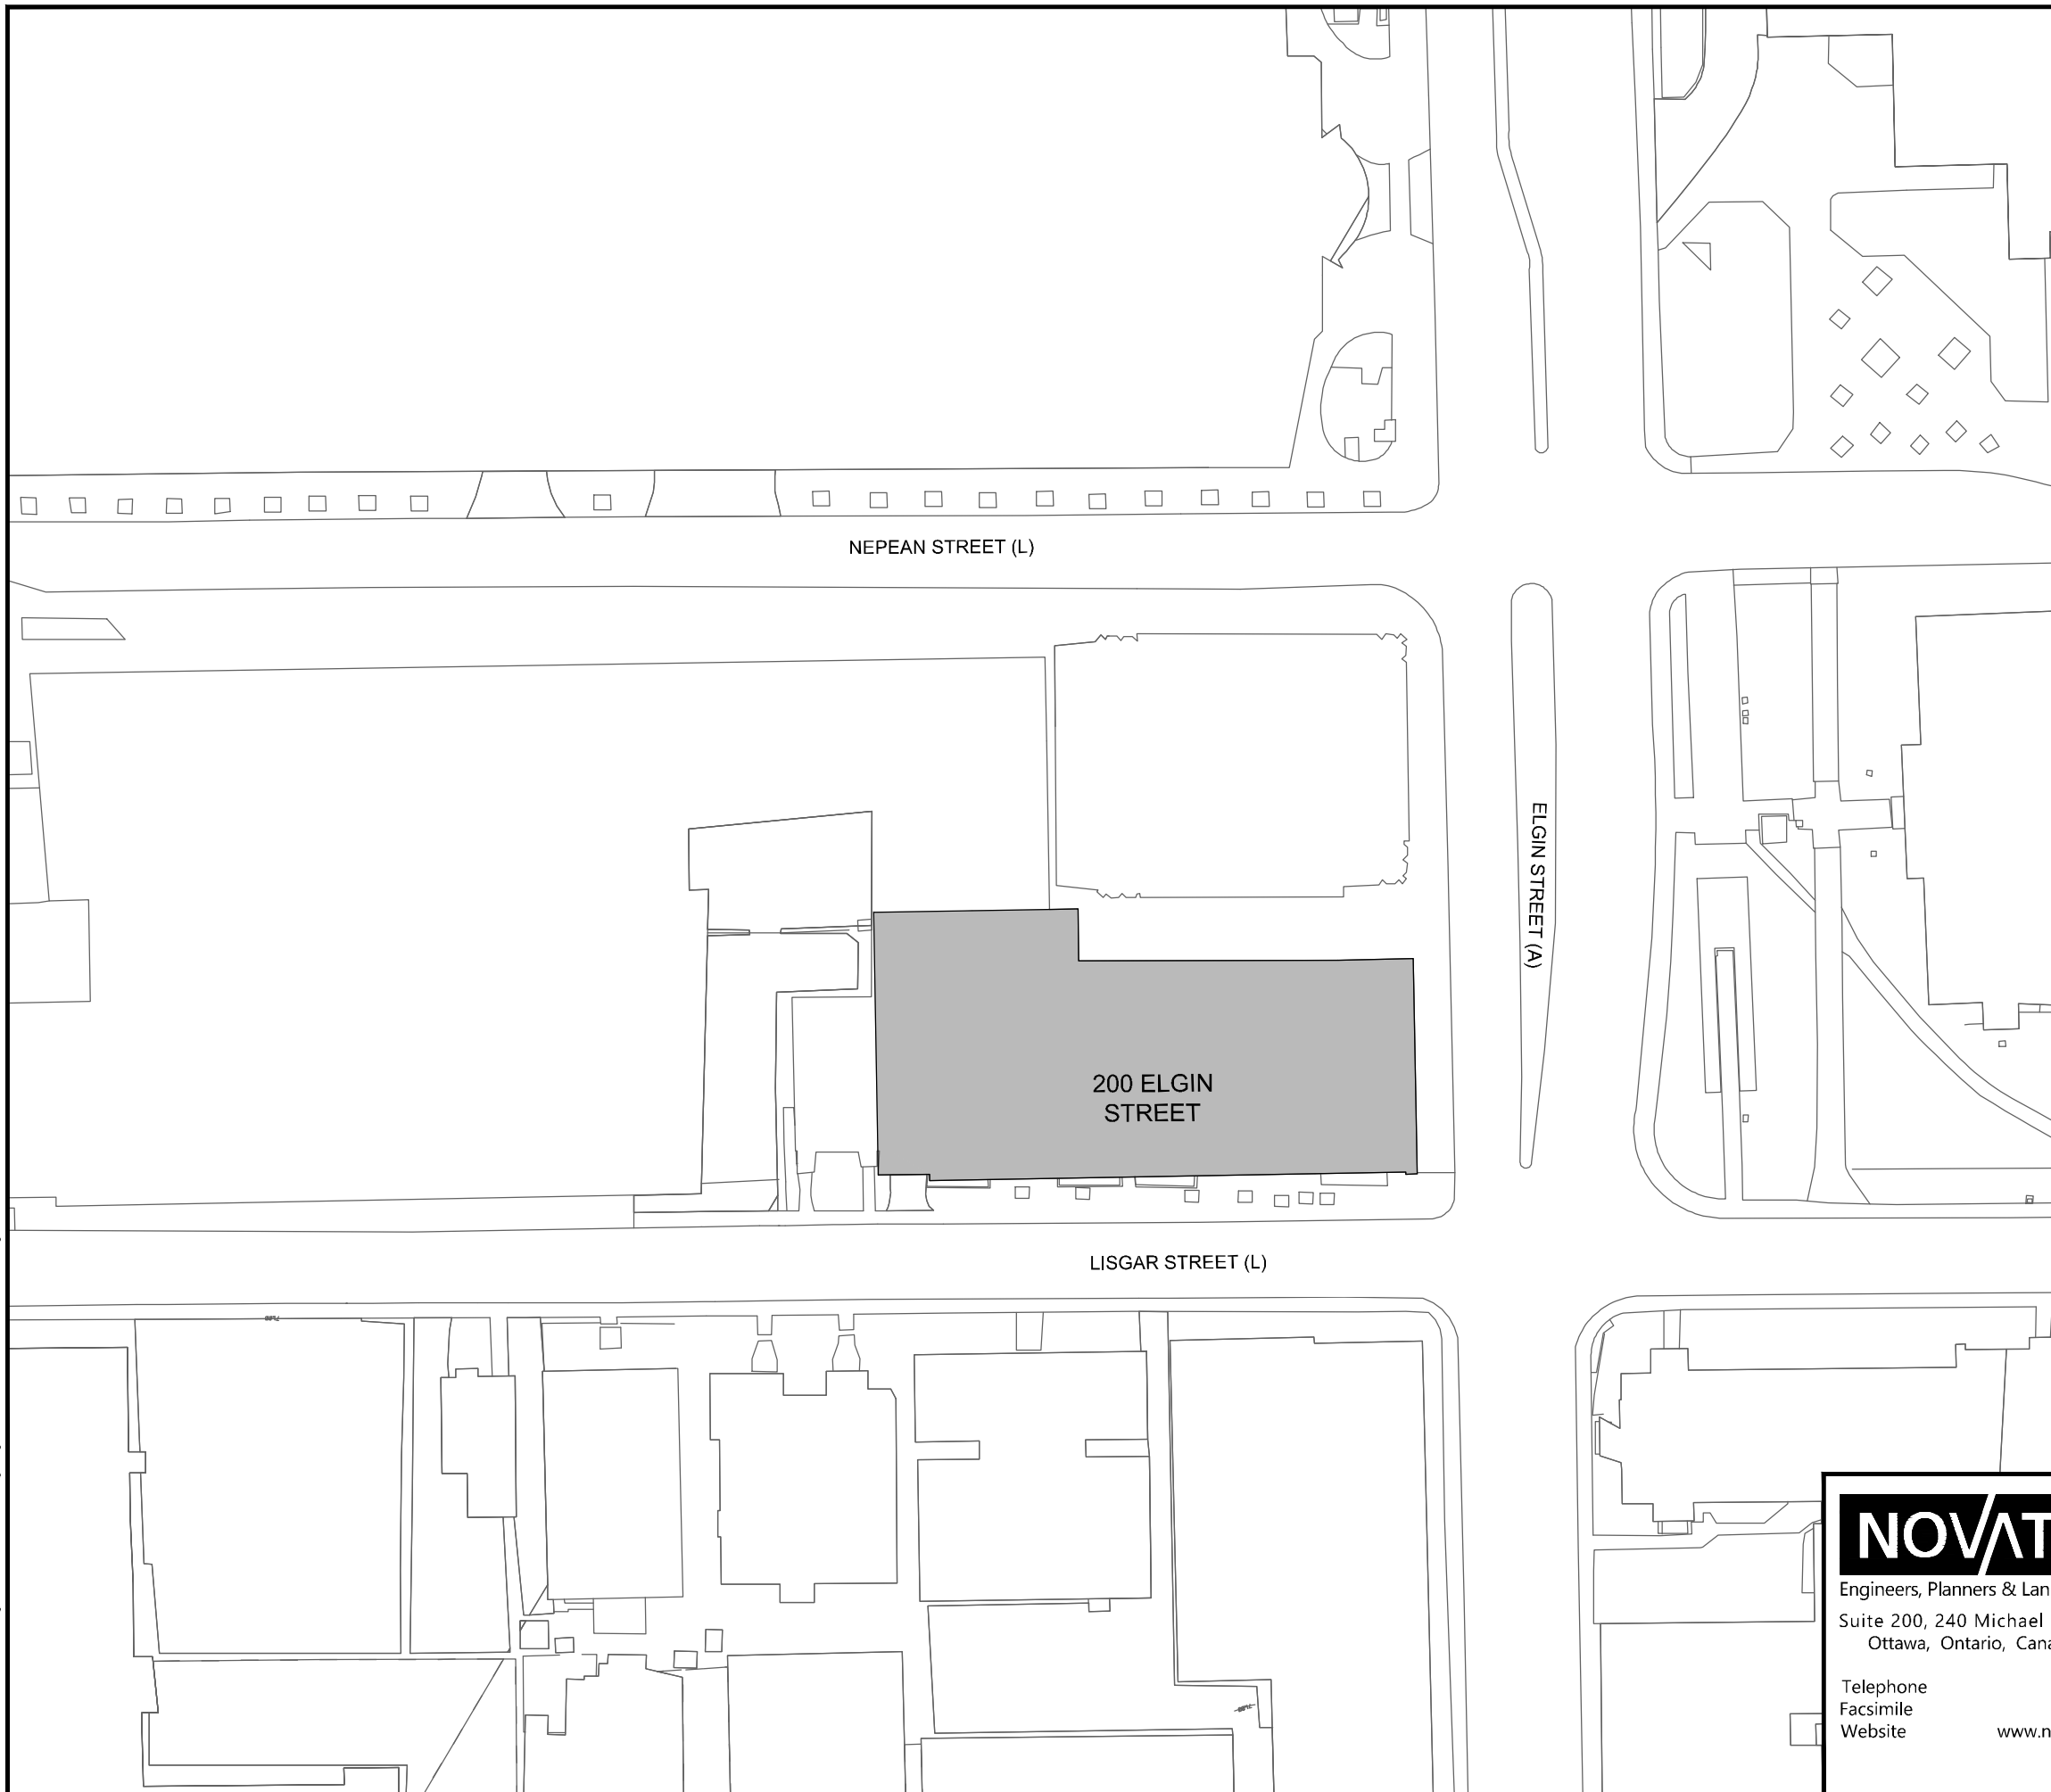 NEPEAN STREET (L)
ELGIN STREET (A)
200 ELGIN
STREET
LISGAR STREET (L)
NOVAT
Engineers, Planners & Lan
Suite 200, 240 Michael
Ottawa, Ontario, Cana
Telephone
Facsimile
Website www.n